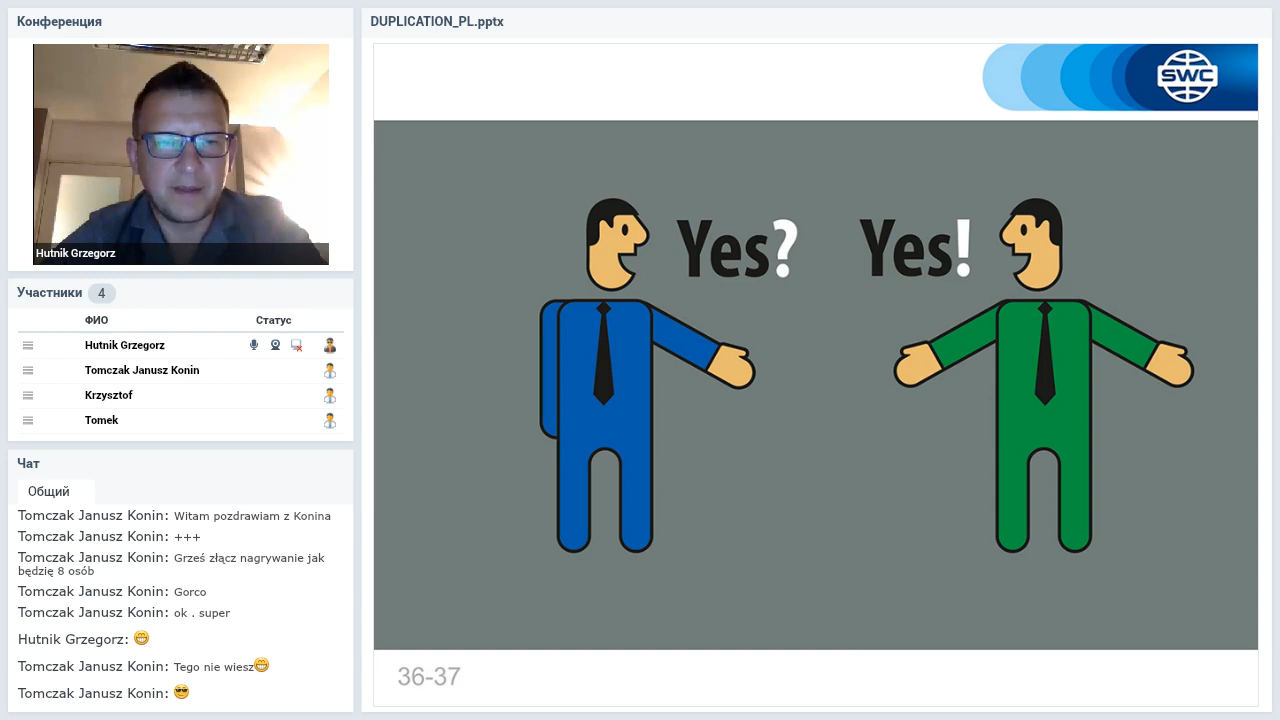 Конференция
Hutnik Grzegorz
Участники 4
ФИО Статус
Hutnik Grzegorz
Tomczak Janusz Konin
Krzysztof
Tomek
Чат
Общий
Tomczak Janusz Konin: Witam pozdrawiam z Konina
Tomczak Janusz Konin: +++
Tomczak Janusz Konin: Grześ złącz nagrywanie jak
będzię 8 osób
Tomczak Janusz Konin: Gorco
Tomczak Janusz Konin: ok . super
Hutnik Grzegorz:
Tomczak Janusz Konin: Tego nie wiesz
Tomczak Janusz Konin:
DUPLICATION_PL.pptx
SWC
Yes? Yes!
36-37